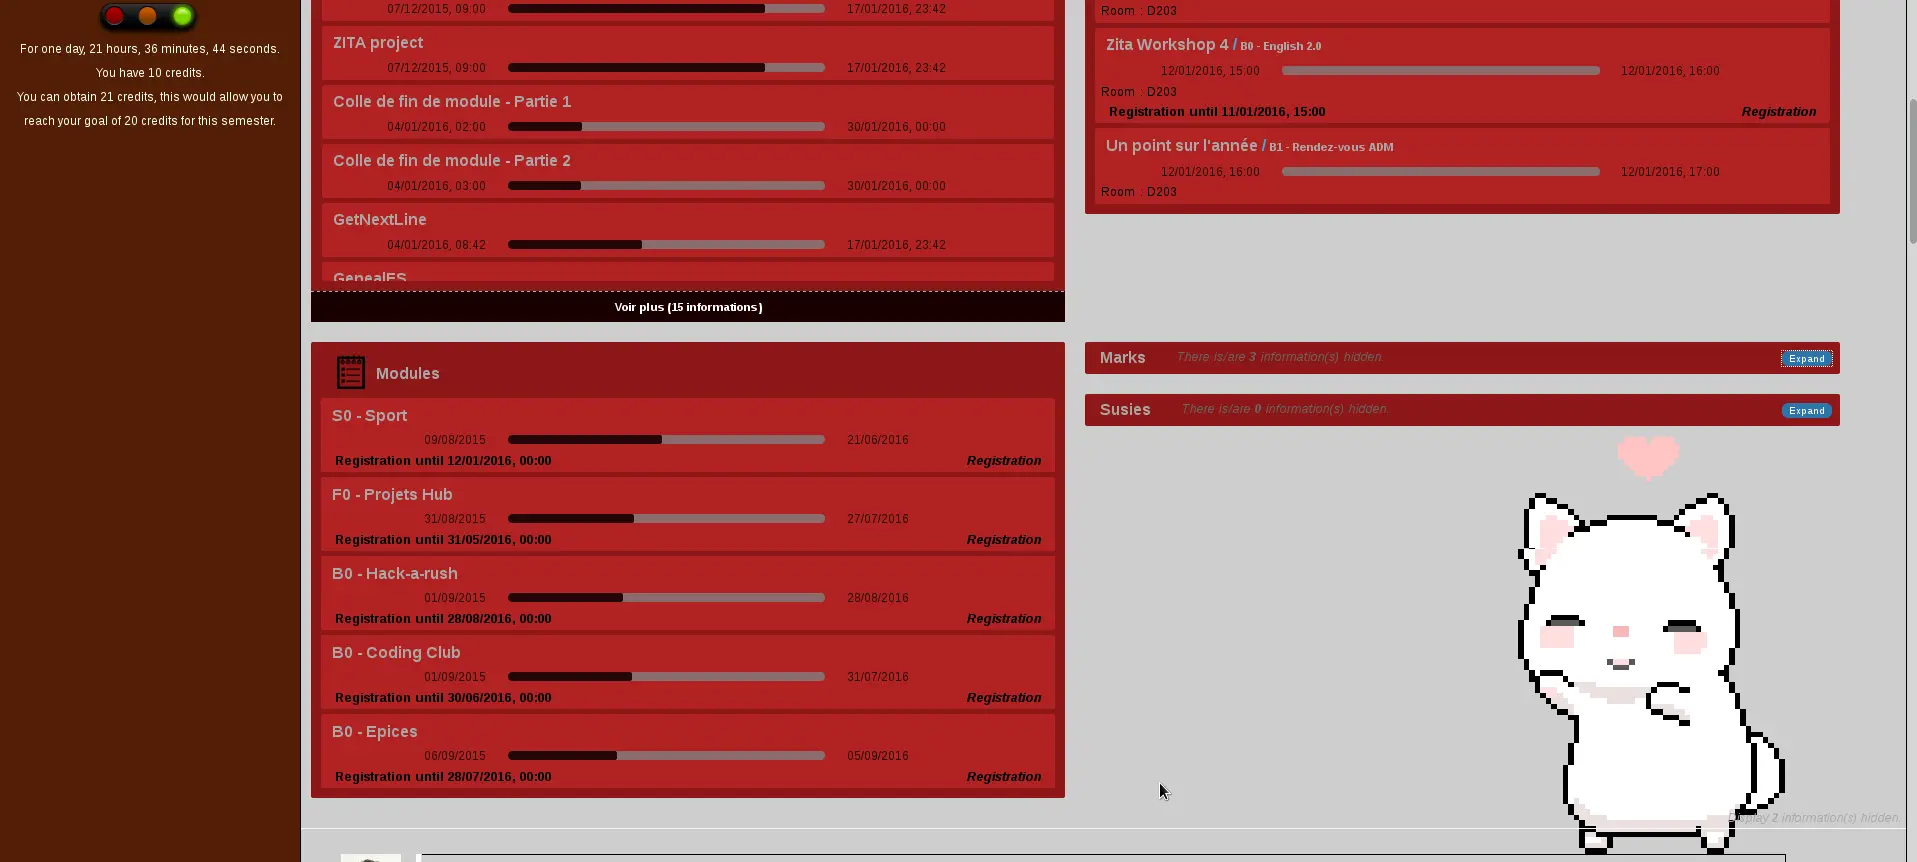 For one day, 21 hours, 36 minutes, 44 seconds.
You have 10 credits.
You can obtain 21 credits, this would allow you to
reach your goal of 20 credits for this semester.
07/12/2015, 09:00 17/01/2016, 23:42
ZITA project
07/12/2015, 09:00 17/01/2016, 23:42
Colle de fin de module - Partie 1
04/01/2016, 02:00 30/01/2016, 00:00
Colle de fin de module - Partie 2
04/01/2016, 03:00 30/01/2016, 00:00
GetNextLine
04/01/2016, 08:42 17/01/2016, 23:42
GenealES
Voir plus (15 informations)
Room : D203
Zita Workshop 4 / B0 - English 2.0
12/01/2016, 15:00 12/01/2016, 16:00
Room : D203
Registration until 11/01/2016, 15:00 Registration
Un point sur l'année / B1 - Rendez-vous ADM
12/01/2016, 16:00 12/01/2016, 17:00
Room : D203
Modules
S0 - Sport
09/08/2015 21/06/2016
Registration until 12/01/2016, 00:00 Registration
F0 - Projets Hub
31/08/2015 27/07/2016
Registration until 31/05/2016, 00:00 Registration
B0 - Hack-a-rush
01/09/2015 28/08/2016
Registration until 28/08/2016, 00:00 Registration
B0 - Coding Club
01/09/2015 31/07/2016
Registration until 30/06/2016, 00:00 Registration
B0 - Epices
06/09/2015 05/09/2016
Registration until 28/07/2016, 00:00 Registration
Marks There is/are 3 information(s) hidden. Expand
Susies There is/are 0 information(s) hidden. Expand
Display 2 information(s) hidden.